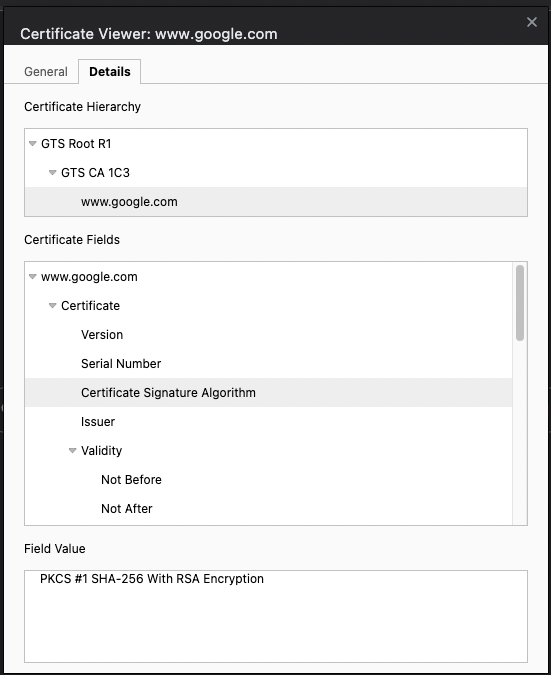 Certificate Viewer: www.google.com
General Details
Certificate Hierarchy
GTS Root R1
GTS CA 1C3
www.google.com
Certificate Fields
www.google.com
Certificate
Version
Serial Number
Certificate Signature Algorithm
Issuer
Validity
Not Before
Not After
Field Value
PKCS #1 SHA-256 With RSA Encryption